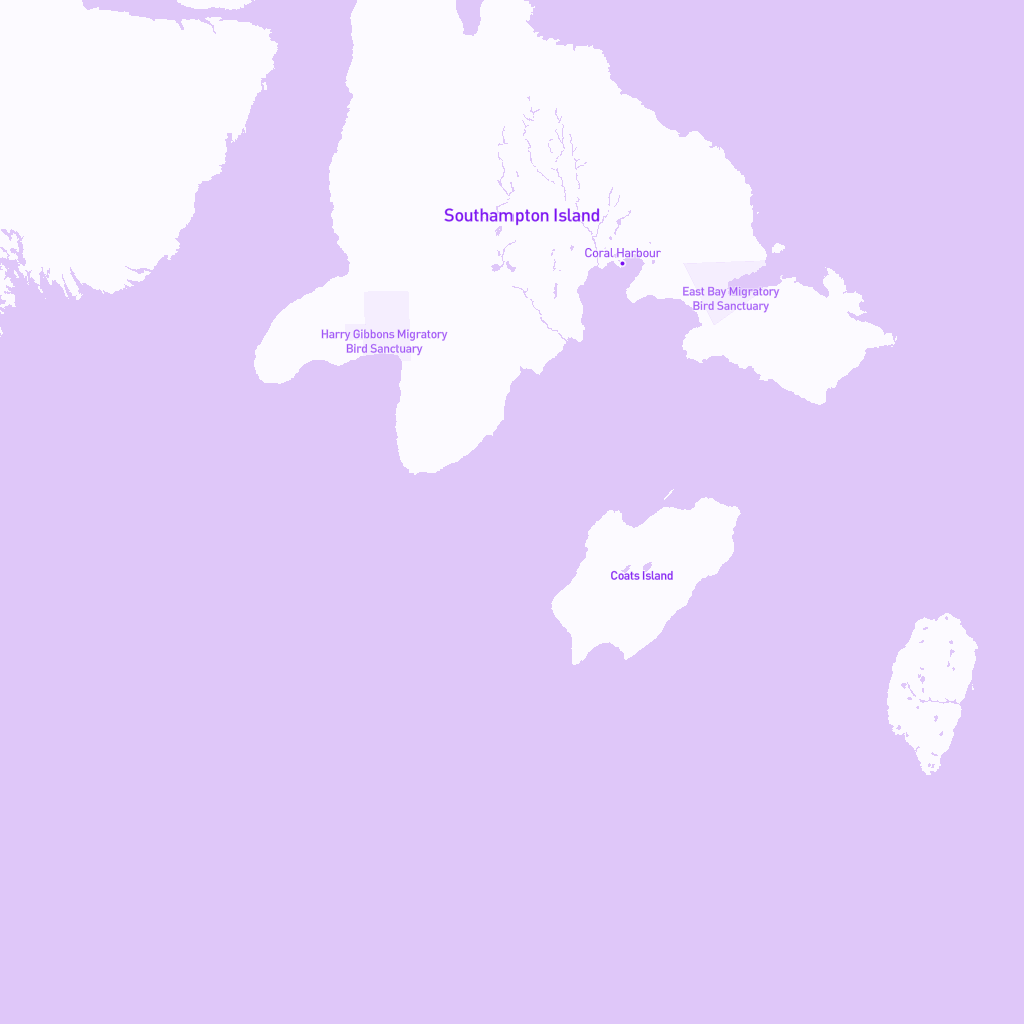 Southampton Island
Coral Harbour
East Bay Migratory
Bird Sanctuary
Harry Gibbons Migratory
Bird Sanctuary
Coats Island